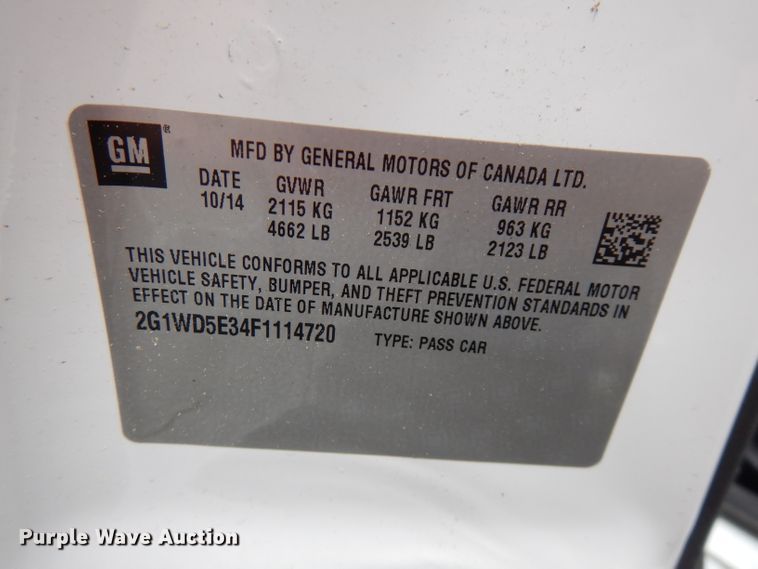 GM ®
MFD BY GENERAL MOTORS OF CANADA LTD.
DATE GVWR GAWR FRT GAWR RR
10/14 2115 KG 1152 KG 963 KG
4662 LB 2539 LB 2123 LB
THIS VEHICLE CONFORMS TO ALL APPLICABLE U.S. FEDERAL MOTOR
VEHICLE SAFETY, BUMPER, AND THEFT PREVENTION STANDARDS IN
EFFECT ON THE DATE OF MANUFACTURE SHOWN ABOVE.
2G1WD5E34F1114720 TYPE: PASS CAR
Purple Wave Auction
Purple Wave Auction